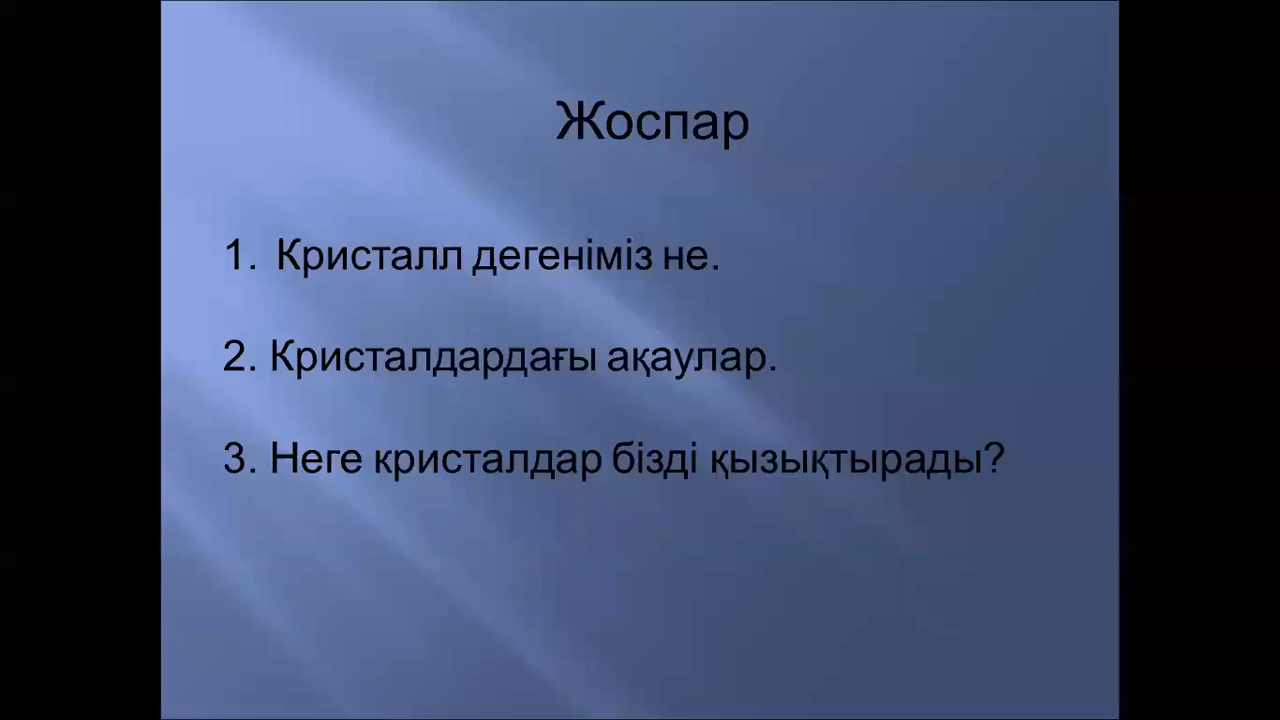 Жоспар
1. Кристалл дегеніміз не.
2. Кристалдардағы ақаулар.
3. Неге кристалдар бізді қызықтырады?